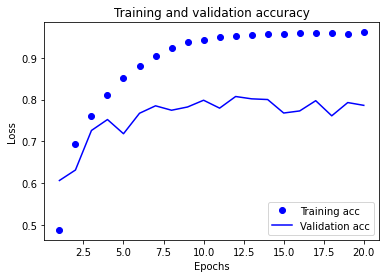 Training and validation accuracy
Loss
0.9
0.8
0.7
0.6
0.5
Training acc
Validation acc
2.5 5.0 7.5 10.0 12.5 15.0 17.5 20.0
Epochs